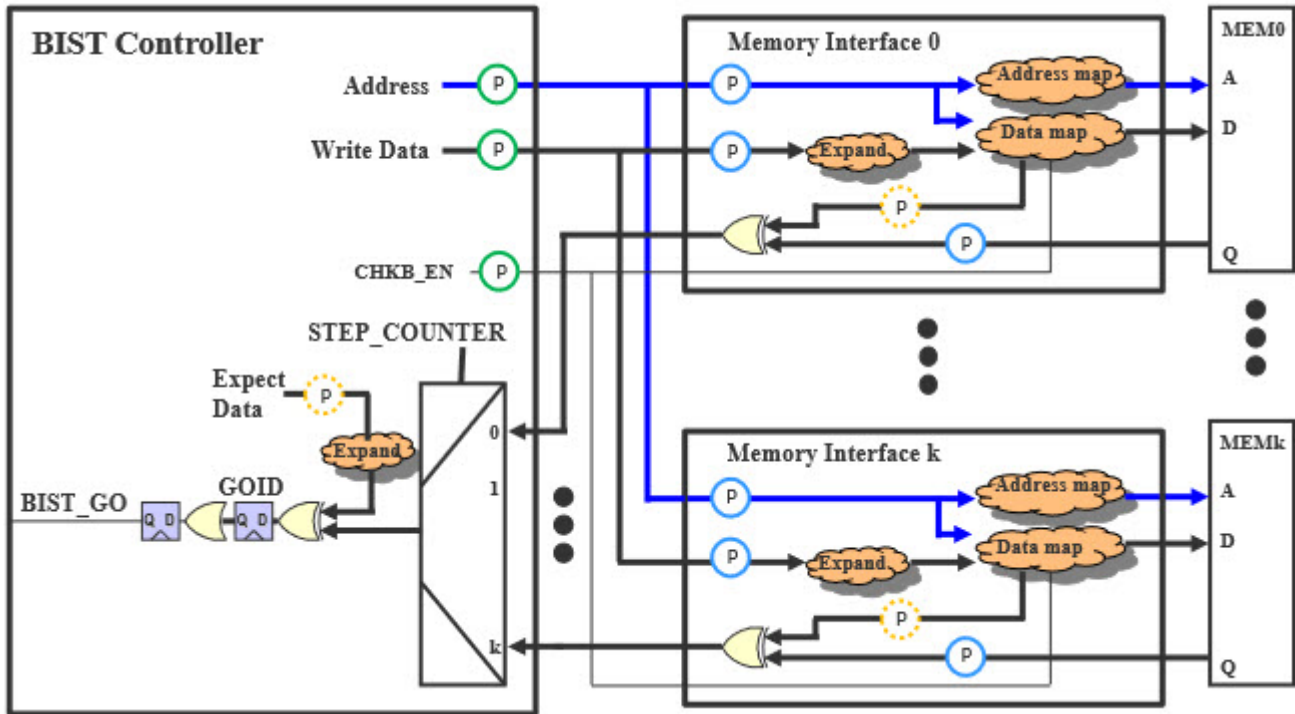 BIST Controller
Address
P
Write Data
P
CHKB_EN
P
STEP_COUNTER
Expect
Data
P
Expand
0
1
k
GOID
BIST_GO
Q D
Q D
Memory Interface 0
P
Address map
P
Expand
Data map
P
P
MEM0
A
D
Q
Memory Interface k
P
Address map
P
Expand
Data map
P
P
MEMk
A
D
Q